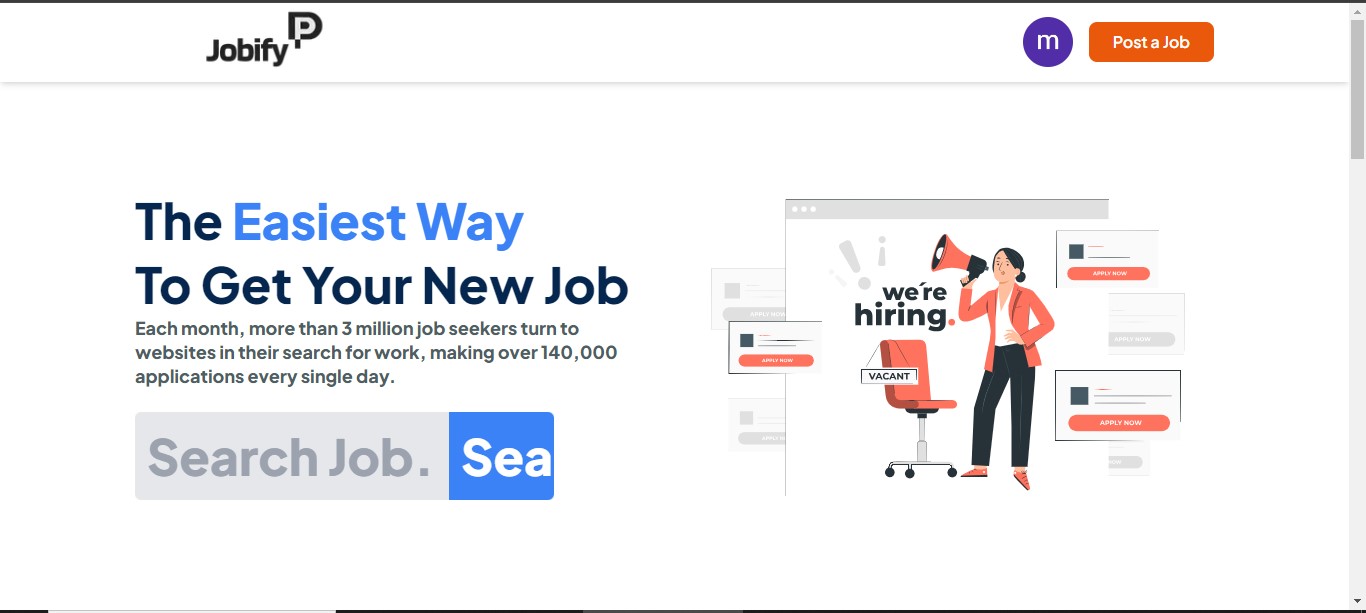 Jobify
m
Post a Job
The Easiest Way
To Get Your New Job
Each month, more than 3 million job seekers turn to
websites in their search for work, making over 140,000
applications every single day.
Search Job.
Sea
we're
hiring.
VACANT
APPLY NOW
APPLY NOW
APPLY NOW
APPLY NOW
APPLY NOW